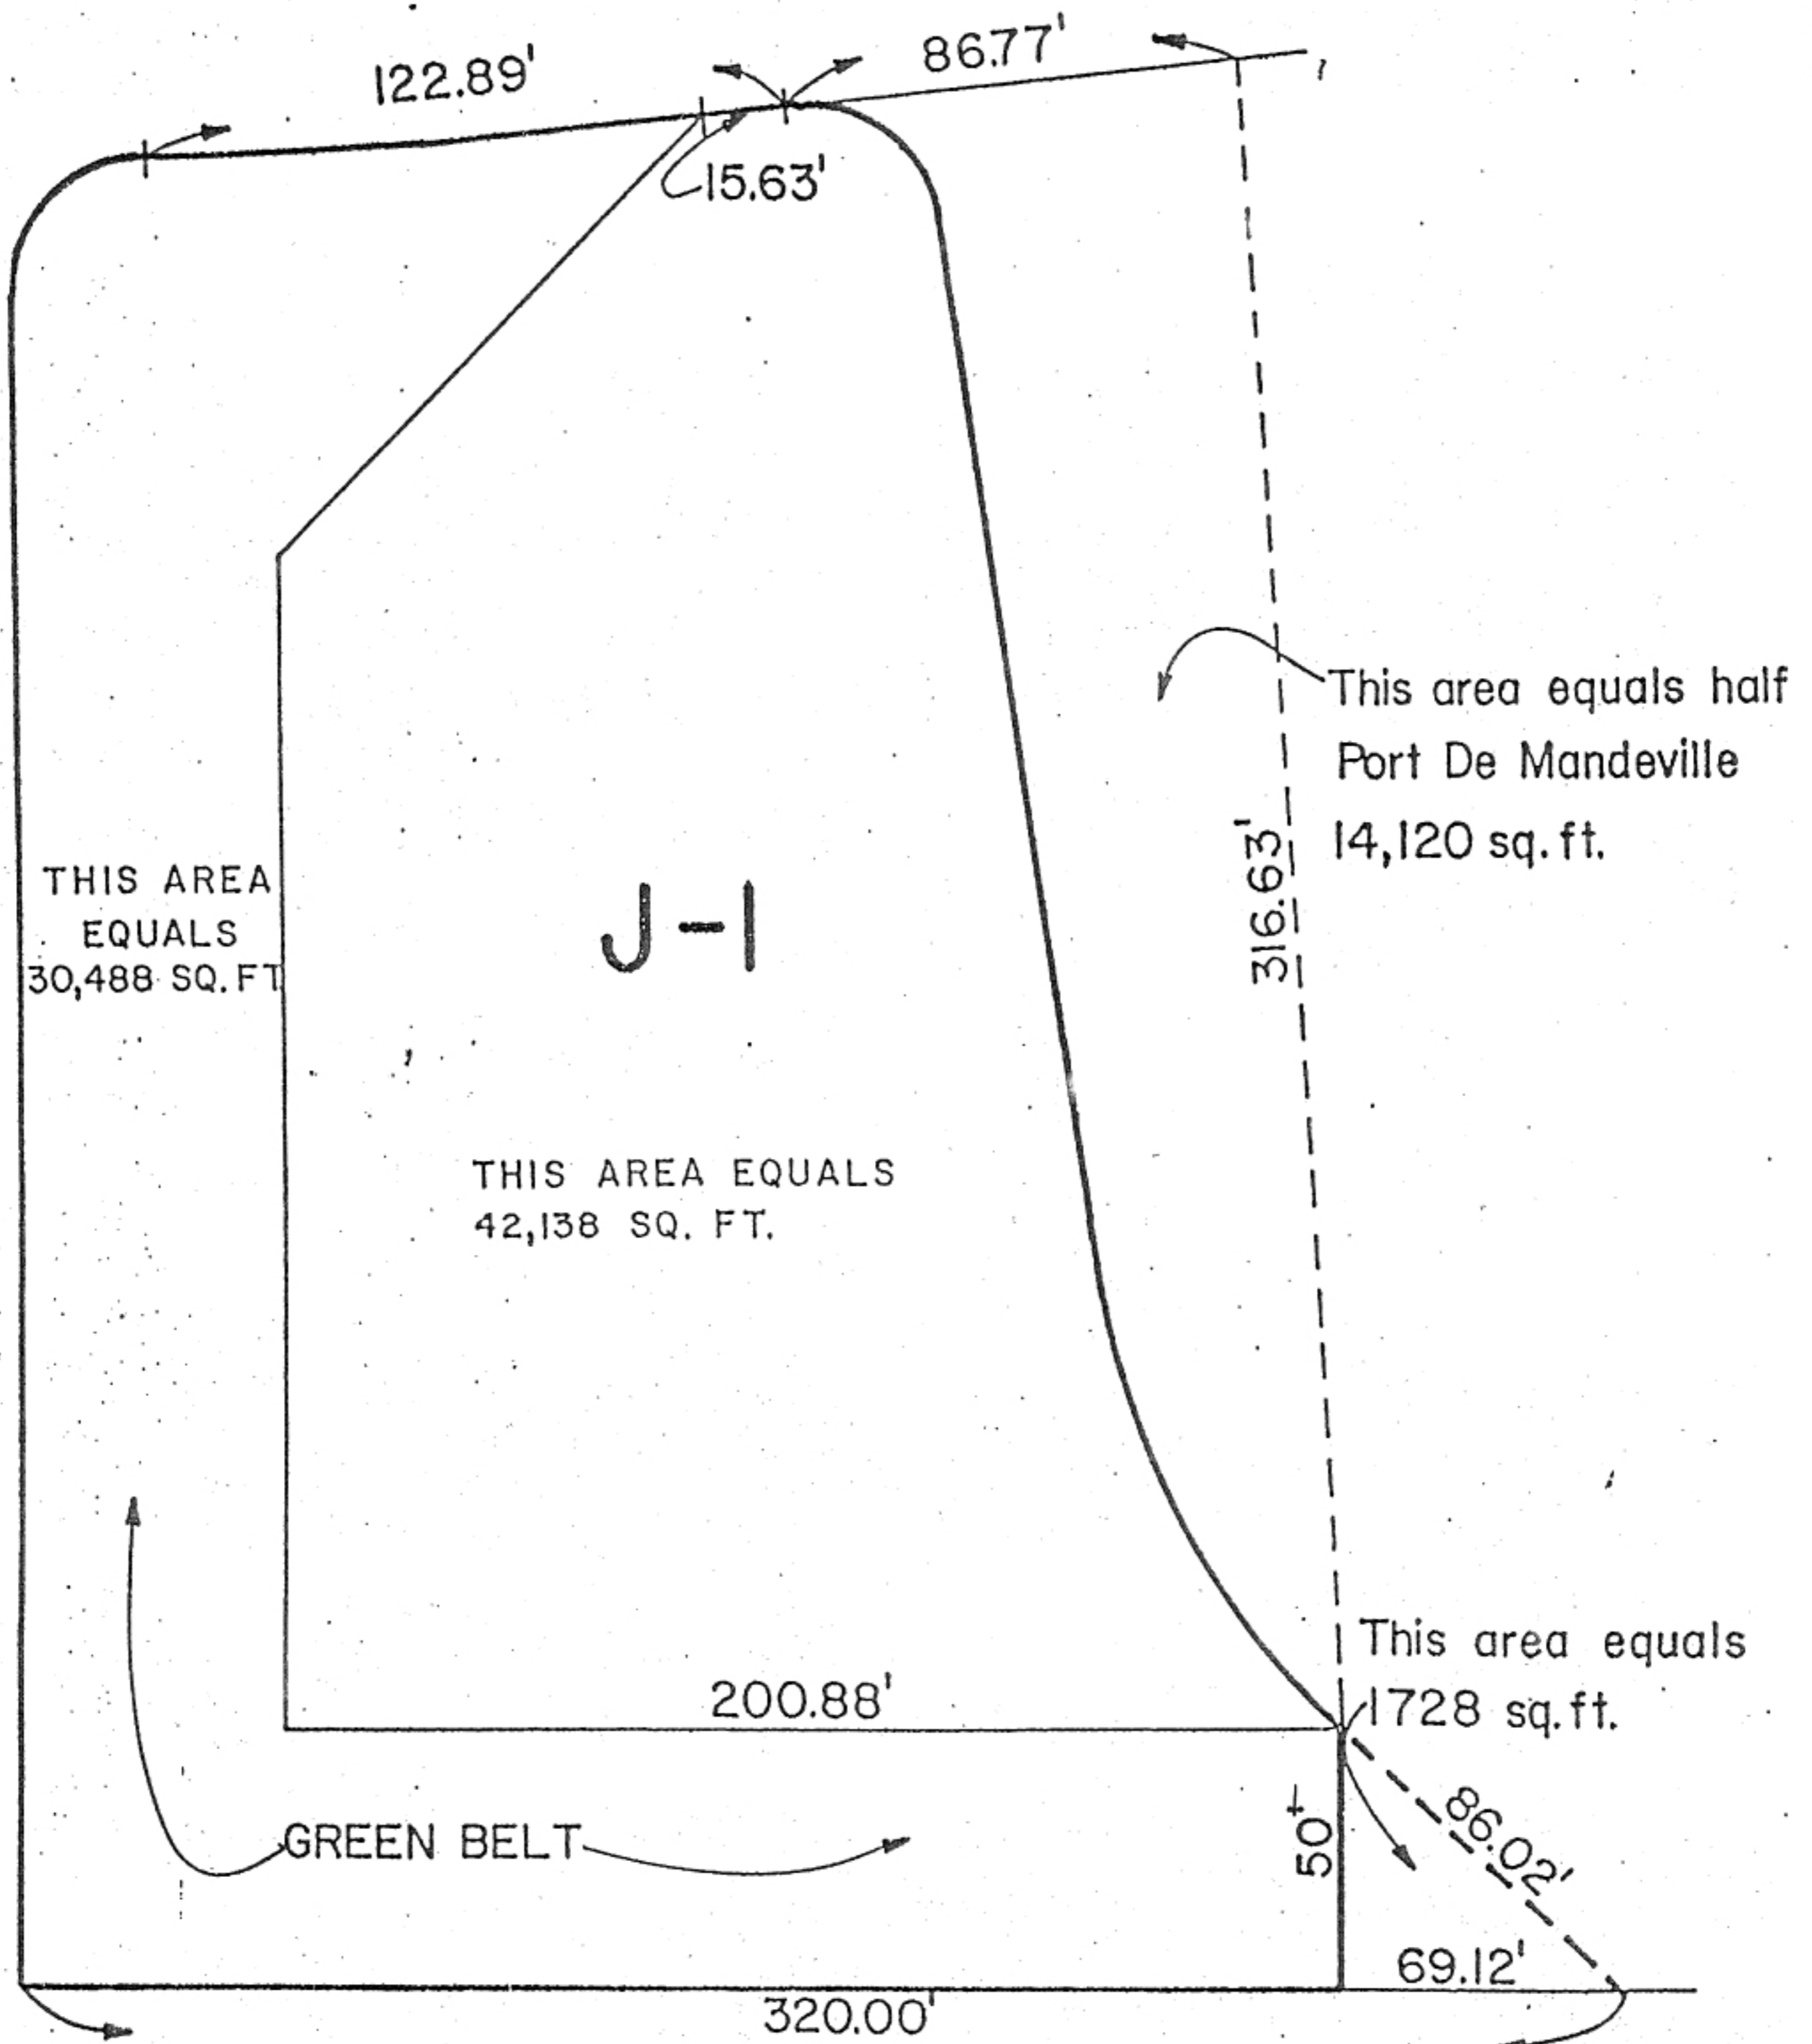 122.89'
86.77'
15.63'
This area equals half
Port De Mandeville
14,120 sq. ft.
316.63'
THIS AREA
EQUALS
30,488 SQ. FT
J-1
THIS AREA EQUALS
42,138 SQ. FT.
This area equals
1728 sq. ft.
200.88'
GREEN BELT
50'
86.02'
69.12'
320.00'